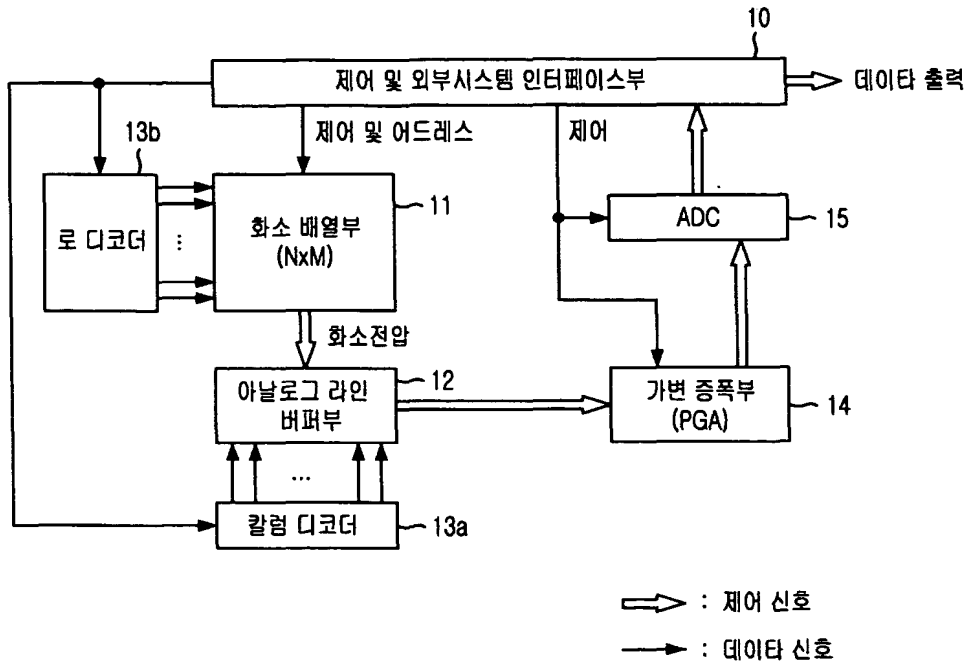 10
제어 및 외부시스템 인터페이스부
데이타 출력
제어 및 어드레스
제어
13b
로 디코더
...
화소 배열부
(NxM)
11
ADC
15
화소전압
아날로그 라인
버퍼부
12
가변 증폭부
(PGA)
14
...
칼럼 디코더
13a
: 제어 신호
: 데이타 신호